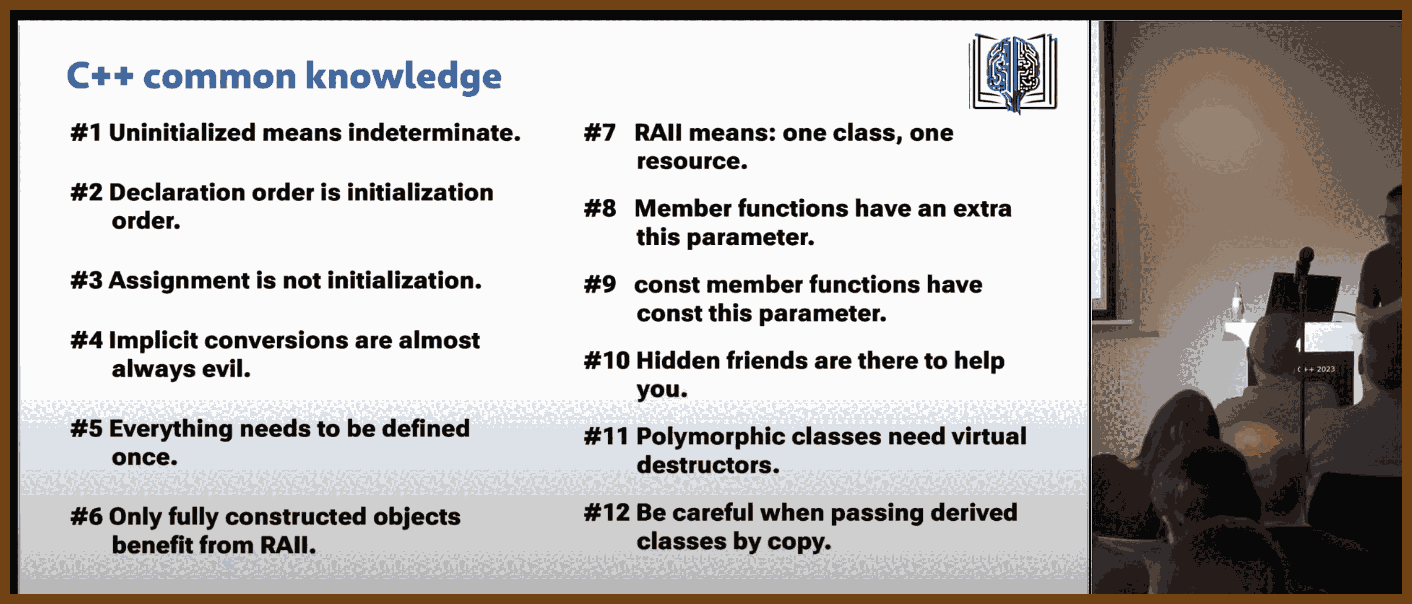 C++ common knowledge
#1 Uninitialized means indeterminate.
#2 Declaration order is initialization
order.
#3 Assignment is not initialization.
#4 Implicit conversions are almost
always evil.
#5 Everything needs to be defined
once.
#6 Only fully constructed objects
benefit from RAII.
#7 RAII means: one class, one
resource.
#8 Member functions have an extra
this parameter.
#9 const member functions have
const this parameter.
#10 Hidden friends are there to help
you.
#11 Polymorphic classes need virtual
destructors.
#12 Be careful when passing derived
classes by copy.
C++ 2023